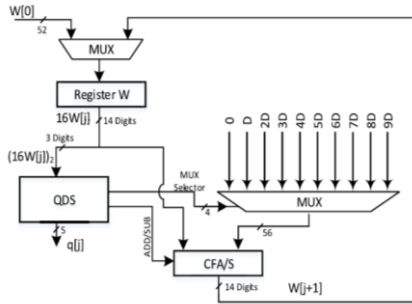 W[0]
52
MUX
Register W
16W[j]
14 Digits
3 Digits
(16W[j])₂
MUX
Selector
0
D
2D
3D
4D
5D
6D
7D
8D
9D
QDS
4
MUX
5
q[j]
ADD/SUB
56
CFA/S
14 Digits
W[j+1]